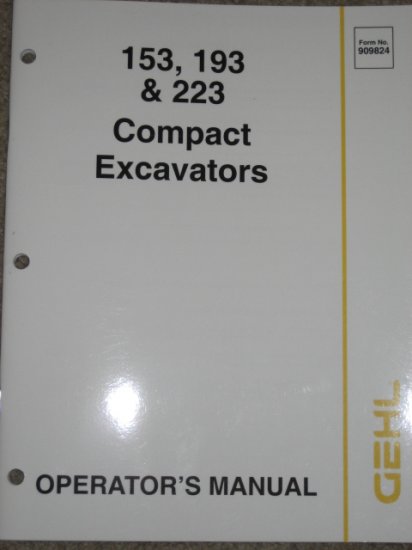 153, 193
& 223
Compact
Excavators
Form No.
909824
GEHL
OPERATOR'S MANUAL